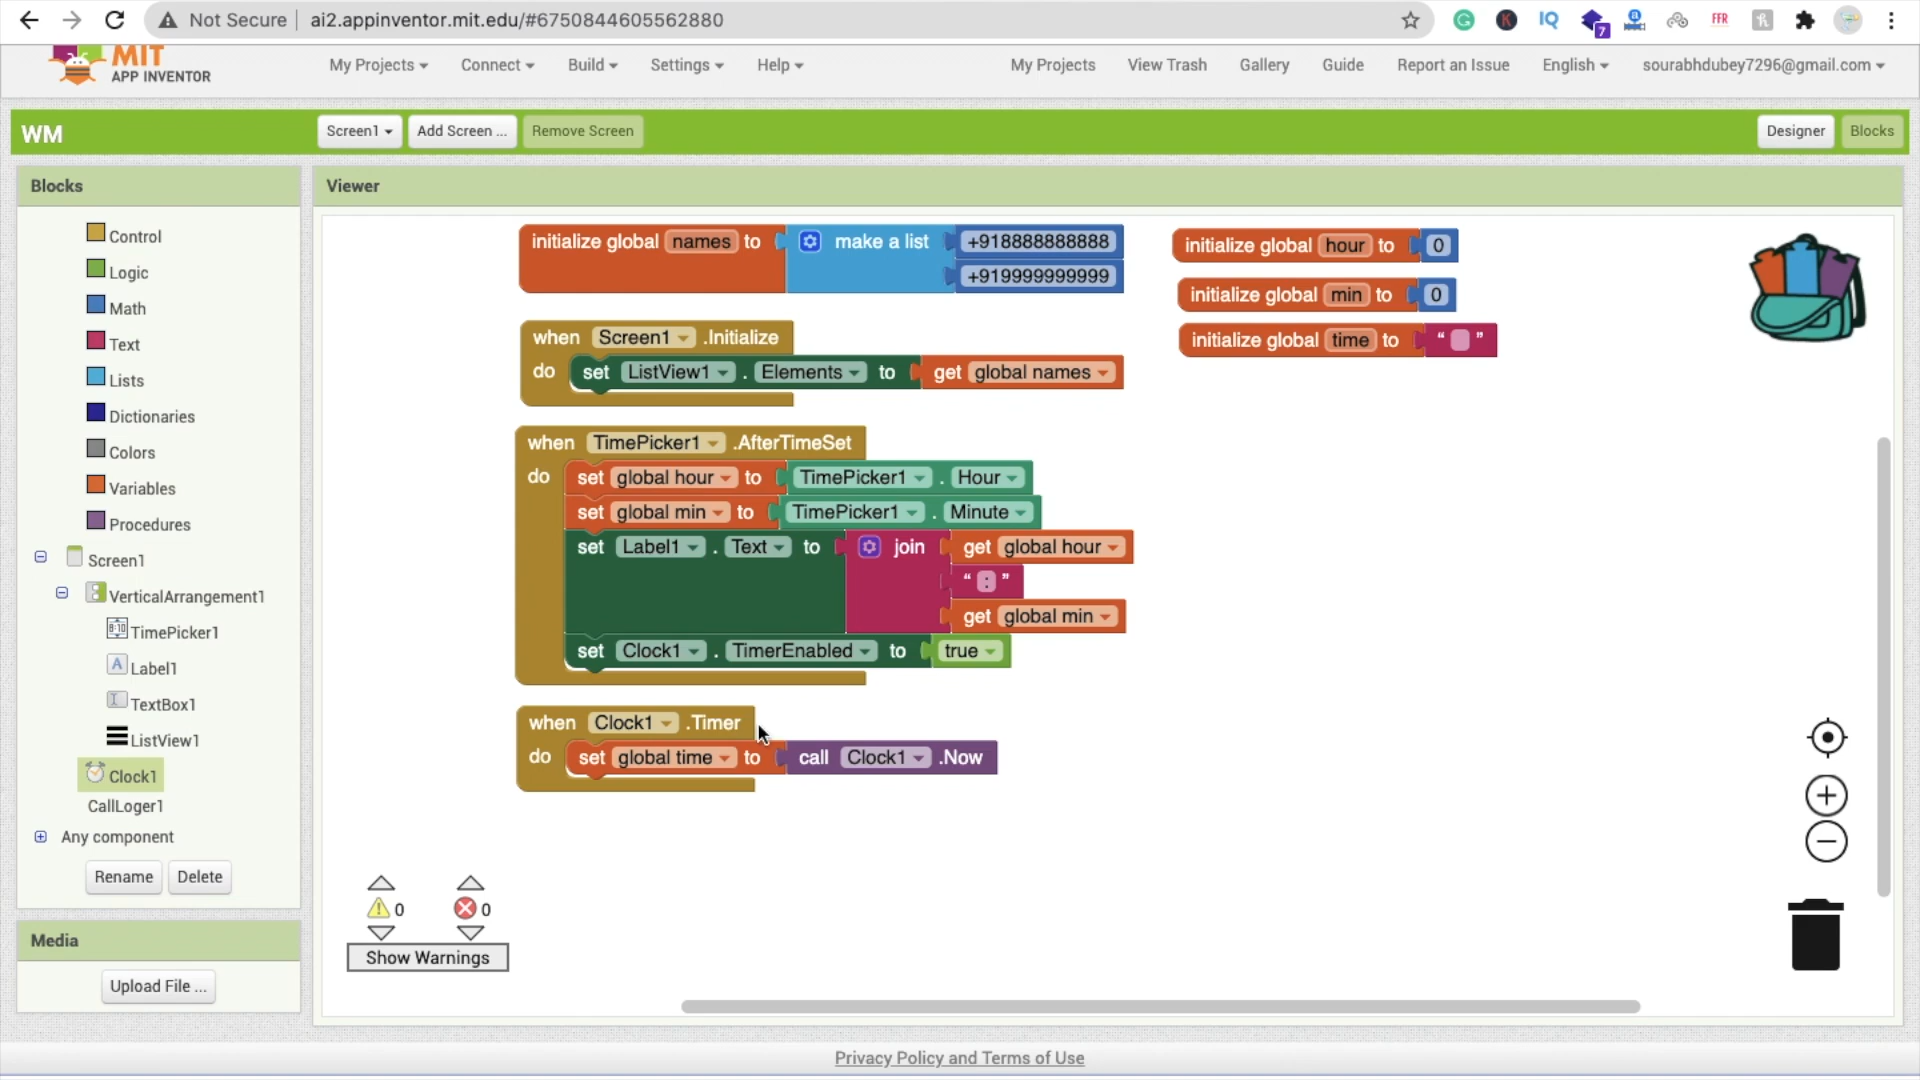 Not Secure | ai2.appinventor.mit.edu/#6750844605562880
7
FFR
MIT
APP INVENTOR
My Projects Connect Build Settings Help My Projects View Trash Gallery Guide Report an Issue English sourabhdubey7296@gmail.com
WM Screen1 Add Screen ... Remove Screen Designer Blocks
Blocks
Control
Logic
Math
Text
Lists
Dictionaries
Colors
Variables
Procedures
Screen1
VerticalArrangement1
TimePicker1
Label1
TextBox1
ListView1
Clock1
CallLoger1
Any component
Rename Delete
Media
Upload File ...
Viewer
initialize global names to make a list +918888888888
+919999999999
initialize global hour to 0
initialize global min to 0
initialize global time to “ ”
when Screen1 .Initialize
do set ListView1 . Elements to get global names
when TimePicker1 .AfterTimeSet
do set global hour to TimePicker1 . Hour
set global min to TimePicker1 . Minute
set Label1 . Text to join get global hour
“ : ”
get global min
set Clock1 . TimerEnabled to true
when Clock1 .Timer
do set global time to call Clock1 .Now
0 0
Show Warnings
Privacy Policy and Terms of Use